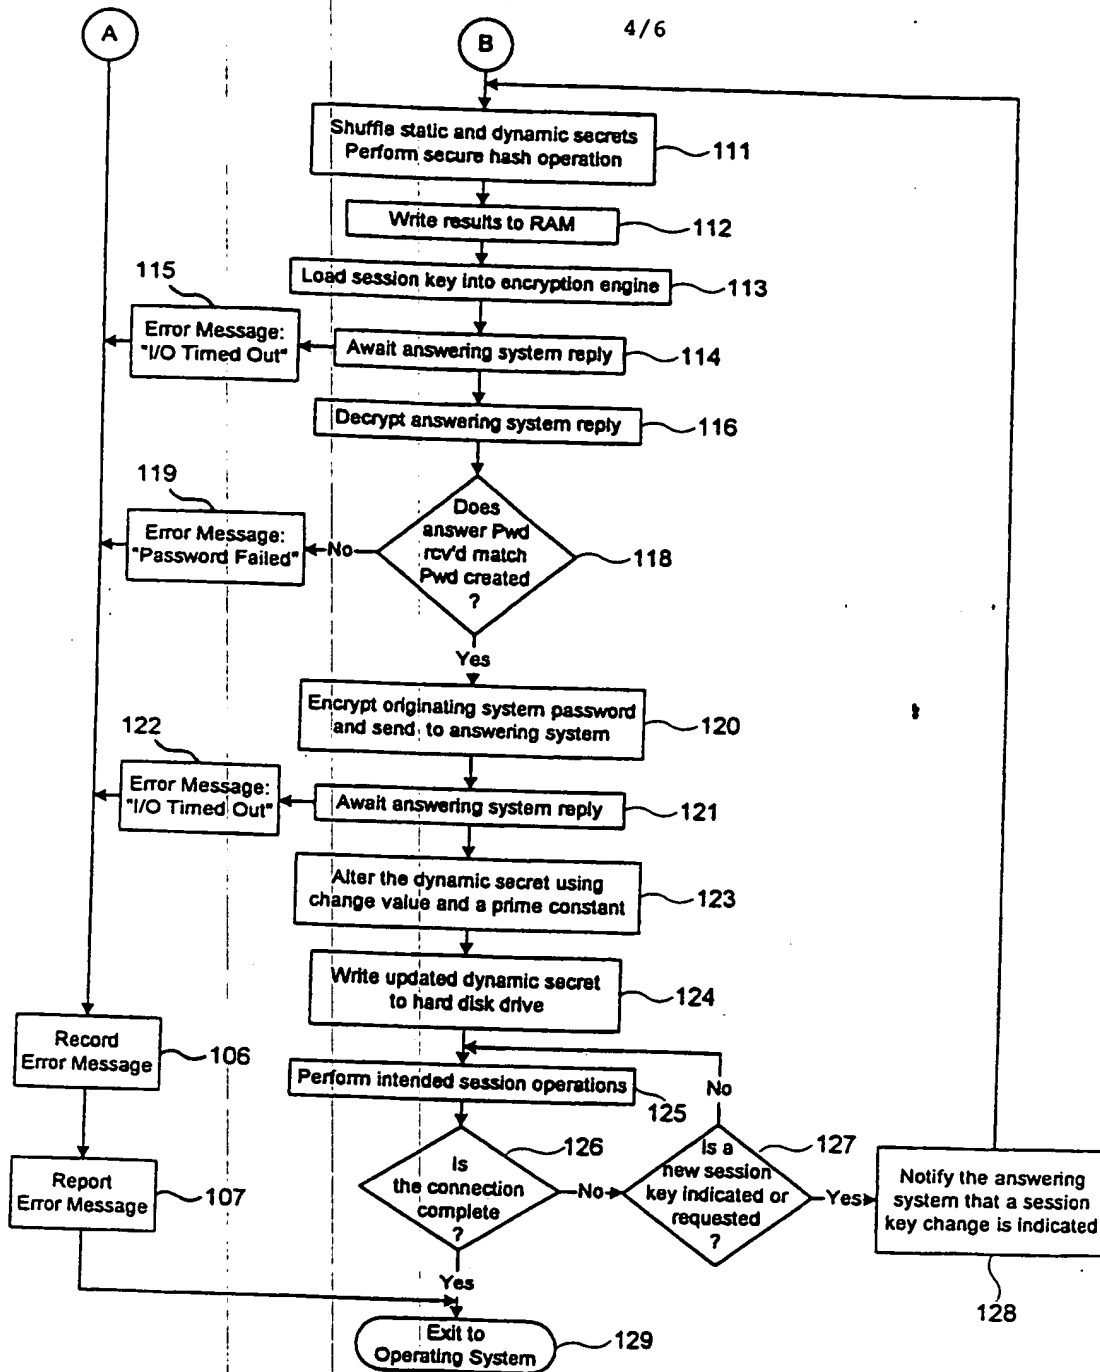 A
B
4/6
Shuffle static and dynamic secrets
Perform secure hash operation
111
Write results to RAM
112
Load session key into encryption engine
113
115
Error Message:
"I/O Timed Out"
Await answering system reply
114
Decrypt answering system reply
116
119
Error Message:
"Password Failed"
No
Does
answer Pwd
rcv'd match
Pwd created
?
118
Yes
Encrypt originating system password
and send to answering system
120
122
Error Message:
"I/O Timed Out"
Await answering system reply
121
Alter the dynamic secret using
change value and a prime constant
123
Write updated dynamic secret
to hard disk drive
124
Record
Error Message
106
Perform intended session operations
125
No
126
Is
the connection
complete
?
No
127
Is a
new session
key indicated or
requested
?
Yes
Notify the answering
system that a session
key change is indicated
128
Report
Error Message
107
Yes
Exit to
Operating System
129